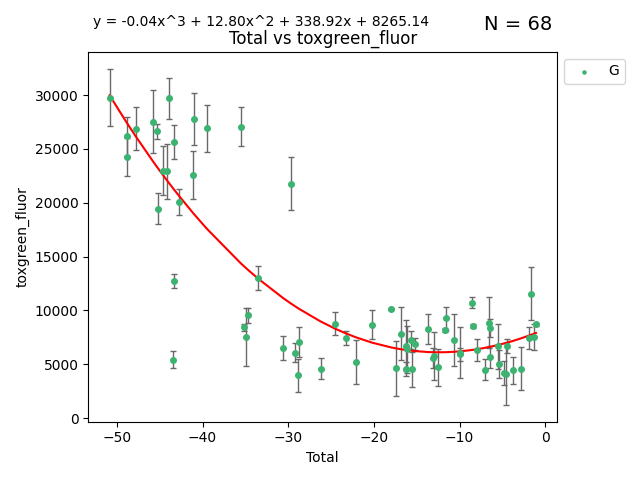 y = -0.04x^3 + 12.80x^2 + 338.92x + 8265.14
N = 68
Total vs toxgreen_fluor
G
30000
25000
20000
15000
10000
5000
0
toxgreen_fluor
−50 −40 −30 −20 −10 0
Total